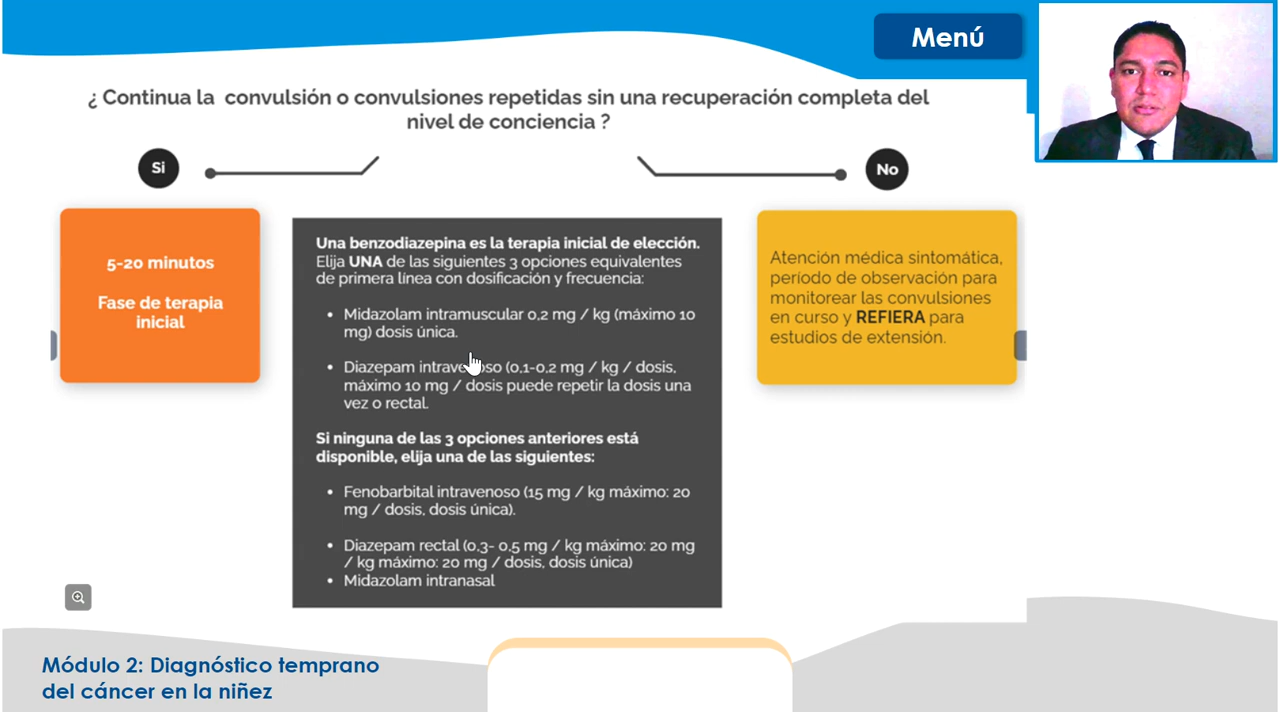 Menú
¿ Continua la convulsión o convulsiones repetidas sin una recuperación completa del
nivel de conciencia ?
Si
No
5-20 minutos
Fase de terapia
inicial
Una benzodiazepina es la terapia inicial de elección.
Elija UNA de las siguientes 3 opciones equivalentes
de primera línea con dosificación y frecuencia:
• Midazolam intramuscular 0,2 mg / kg (máximo 10
mg) dosis única.
• Diazepam intravenoso (0,1-0,2 mg / kg / dosis,
máximo 10 mg / dosis puede repetir la dosis una
vez o rectal.
Si ninguna de las 3 opciones anteriores está
disponible, elija una de las siguientes:
• Fenobarbital intravenoso (15 mg / kg máximo: 20
mg / dosis, dosis única).
• Diazepam rectal (0,3- 0,5 mg / kg máximo: 20 mg
/ kg máximo: 20 mg / dosis, dosis única)
• Midazolam intranasal
Atención médica sintomática,
período de observación para
monitorear las convulsiones
en curso y REFIERA para
estudios de extensión.
Módulo 2: Diagnóstico temprano
del cáncer en la niñez